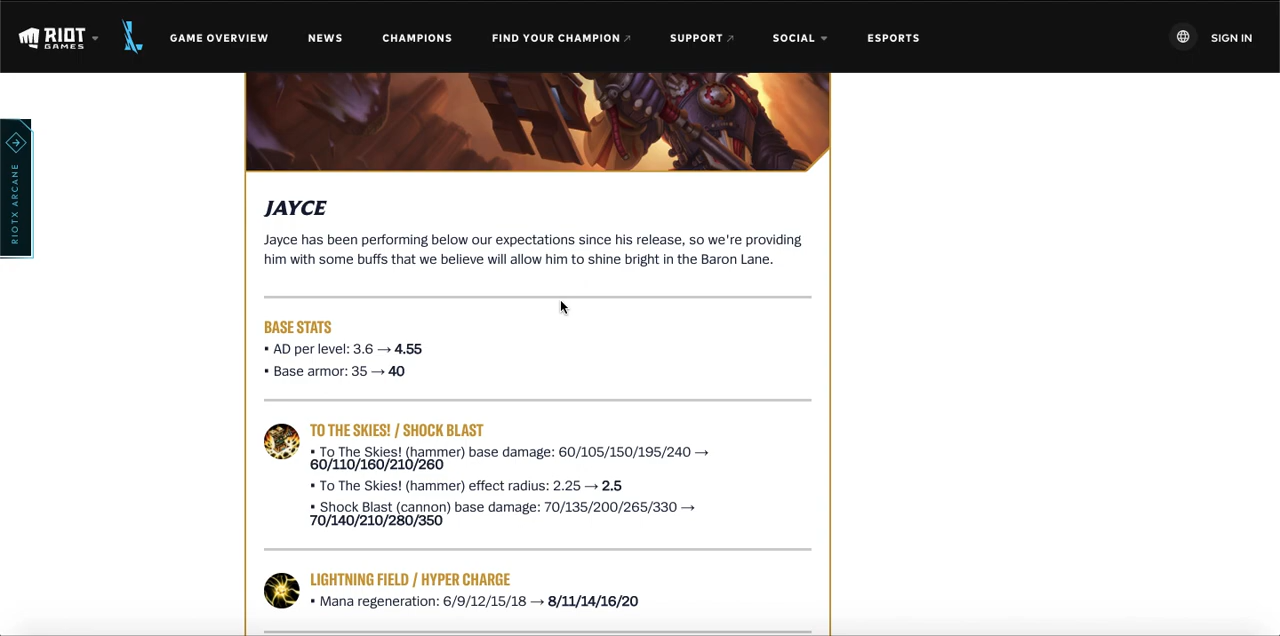 RIOT GAMES GAME OVERVIEW NEWS CHAMPIONS FIND YOUR CHAMPION↗ SUPPORT↗ SOCIAL ESPORTS SIGN IN
RIOTX ARCANE
JAYCE
Jayce has been performing below our expectations since his release, so we're providing
him with some buffs that we believe will allow him to shine bright in the Baron Lane.
BASE STATS
▪ AD per level: 3.6 → 4.55
▪ Base armor: 35 → 40
TO THE SKIES! / SHOCK BLAST
▪ To The Skies! (hammer) base damage: 60/105/150/195/240 →
60/110/160/210/260
▪ To The Skies! (hammer) effect radius: 2.25 → 2.5
▪ Shock Blast (cannon) base damage: 70/135/200/265/330 →
70/140/210/280/350
LIGHTNING FIELD / HYPER CHARGE
▪ Mana regeneration: 6/9/12/15/18 → 8/11/14/16/20